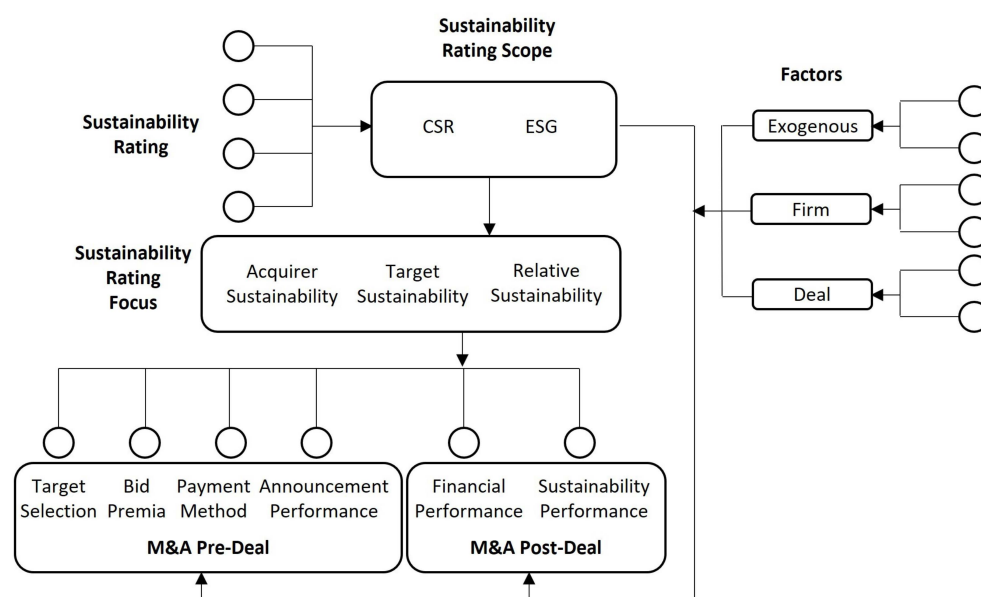 Sustainability
Rating Scope
Factors
Sustainability
Rating
CSR
ESG
Exogenous
Firm
Deal
Sustainability
Rating
Focus
Acquirer
Sustainability
Target
Sustainability
Relative
Sustainability
Target
Selection
Bid
Premia
Payment
Method
Announcement
Performance
M&A Pre-Deal
Financial
Performance
Sustainability
Performance
M&A Post-Deal